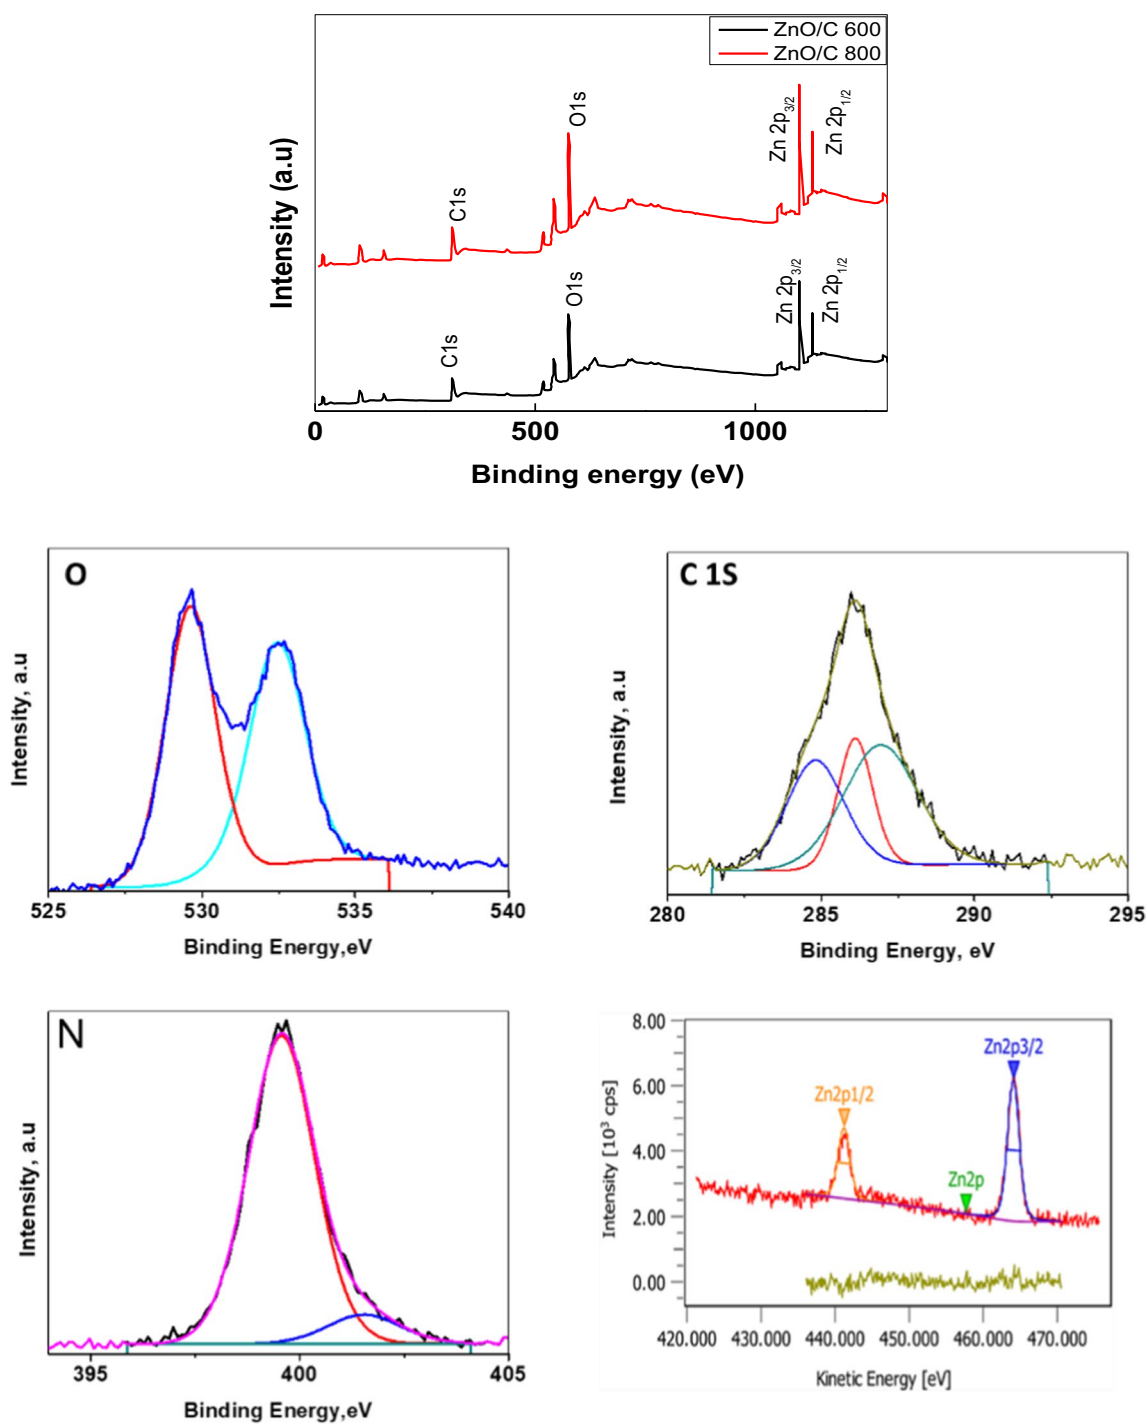 ZnO/C 600
ZnO/C 800
Intensity (a.u)
C1s
O1s
Zn 2p3/2
Zn 2p1/2
C1s
O1s
Zn 2p3/2
Zn 2p1/2
0 500 1000
Binding energy (eV)
O
Intensity, a.u
525 530 535 540
Binding Energy,eV
C 1S
Intensity, a.u
280 285 290 295
Binding Energy, eV
N
Intensity, a.u
395 400 405
Binding Energy,eV
8.00
6.00
4.00
2.00
0.00
Intensity [10³ cps]
Zn2p3/2
Zn2p1/2
Zn2p
420.000 430.000 440.000 450.000 460.000 470.000
Kinetic Energy [eV]